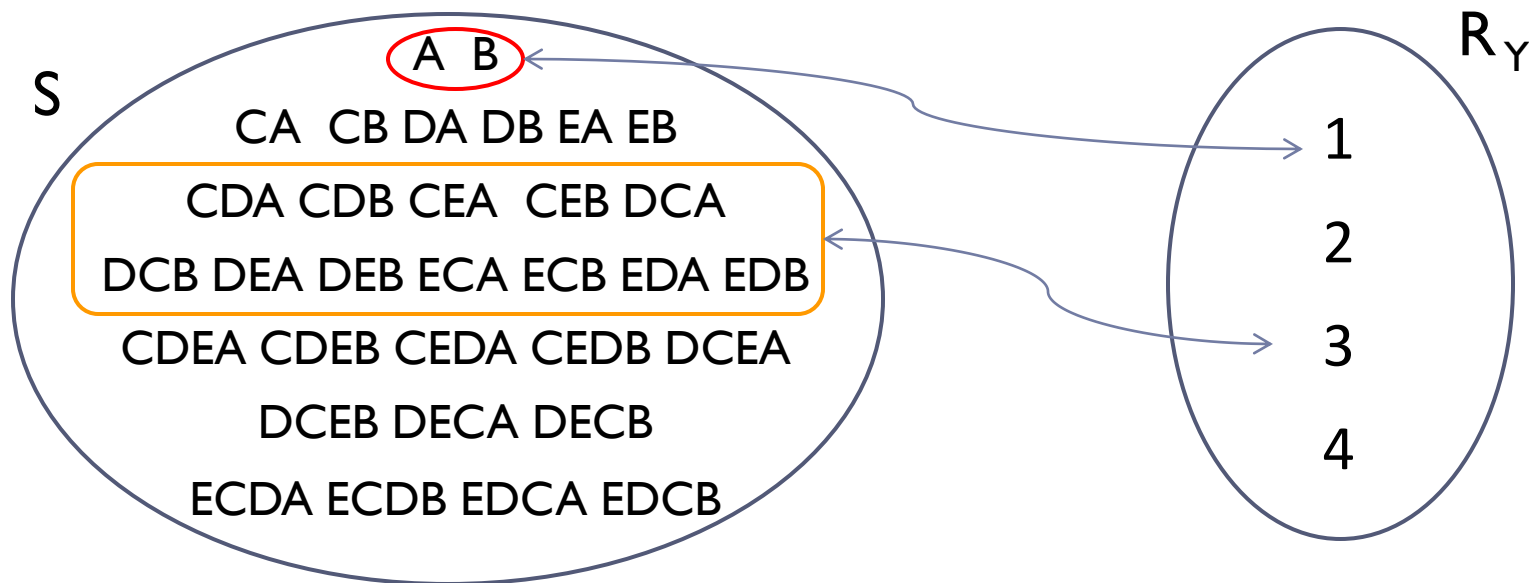 S
A B
CA CB DA DB EA EB
CDA CDB CEA CEB DCA
DCB DEA DEB ECA ECB EDA EDB
CDEA CDEB CEDA CEDB DCEA
DCEB DECA DECB
ECDA ECDB EDCA EDCB
R Y
1
2
3
4